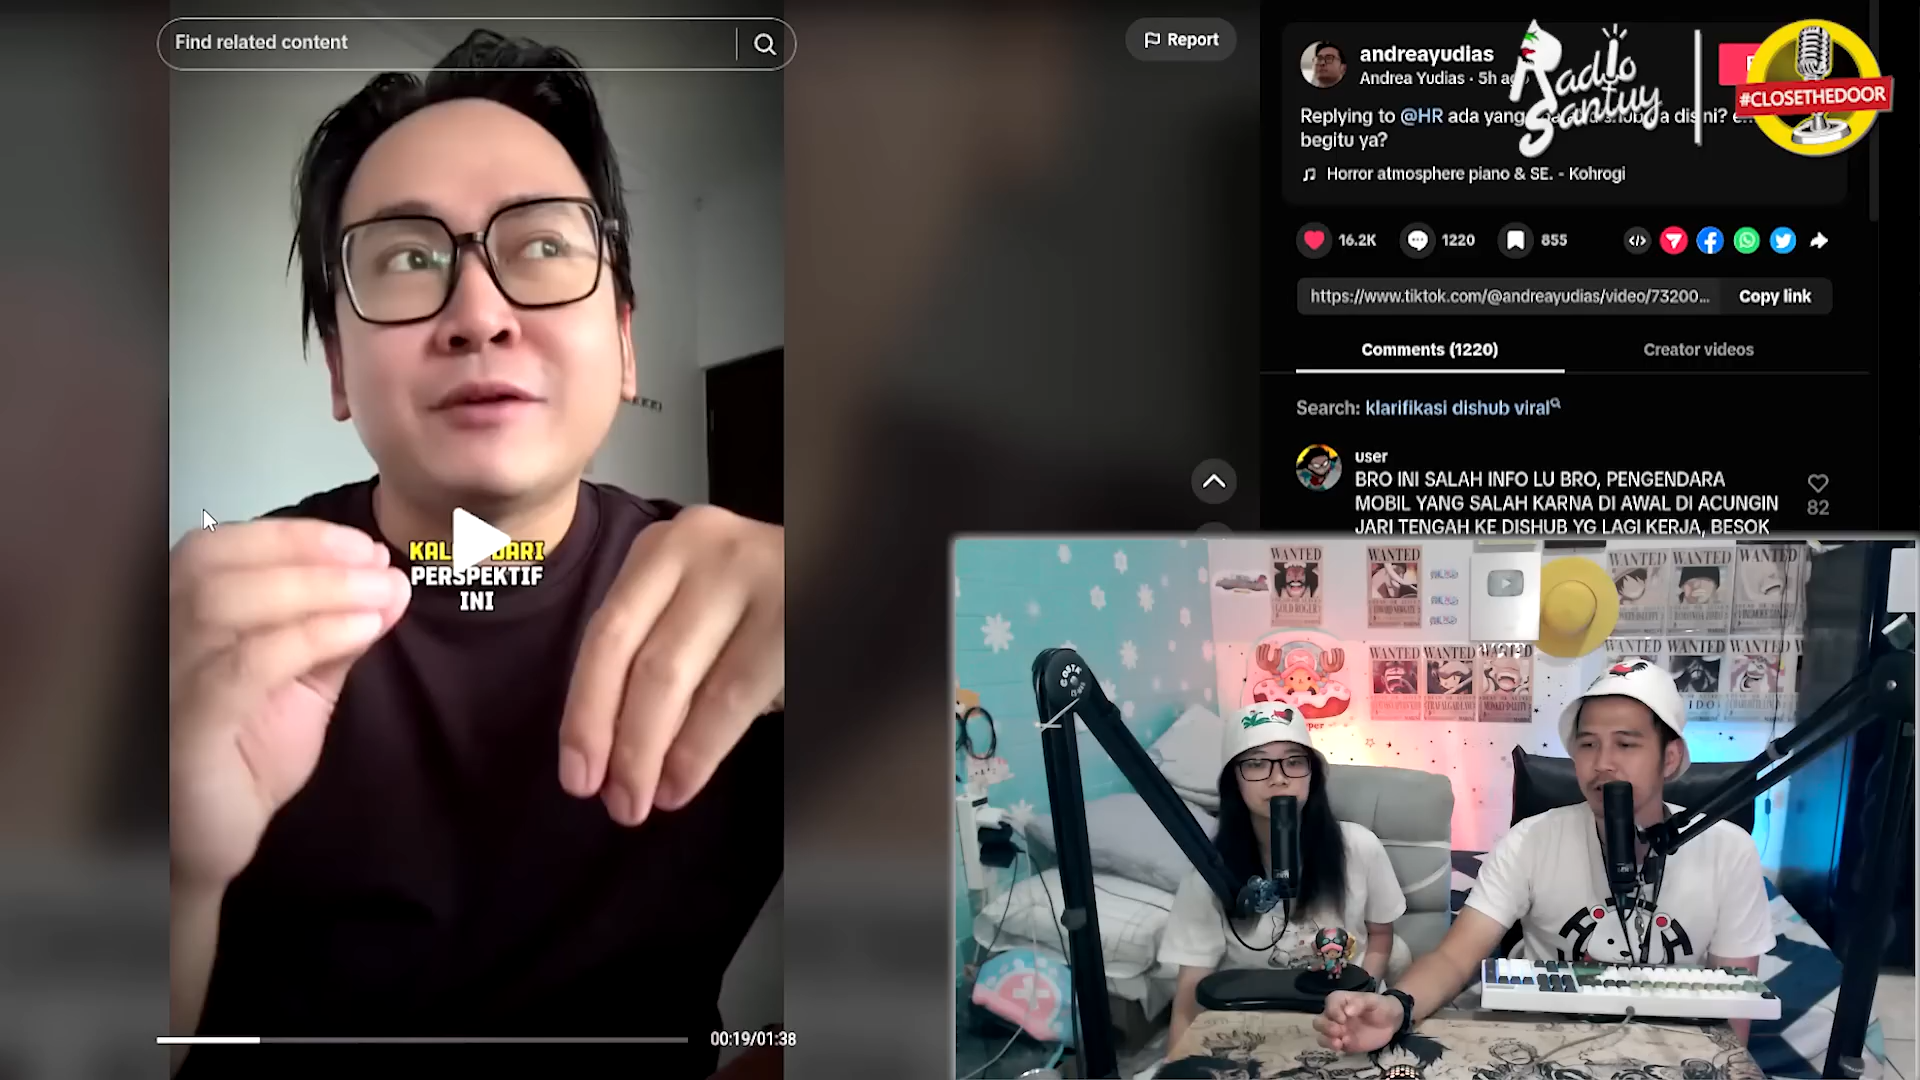 Find related content
Report
andreayudias
Andrea Yudias · 5h
Radio Santuy
#CLOSETHEDOOR
Replying to @HR ada yang
begitu ya?
Horror atmosphere piano & SE. - Kohrogi
16.2K
1220
855
https://www.tiktok.com/@andreayudias/video/73200...
Copy link
Comments (1220)
Creator videos
Search: klarifikasi dishub viral
user
BRO INI SALAH INFO LU BRO, PENGENDARA
MOBIL YANG SALAH KARNA DI AWAL DI ACUNGIN
JARI TENGAH KE DISHUB YG LAGI KERJA, BESOK
82
DARI
PERSPEKTIF
INI
00:19/01:38
WANTED
WANTED
WANTED
WANTED
WANTED
GOLD ROGER
WANTED
WANTED
WANTED
WANTED
WANTED
WANTED